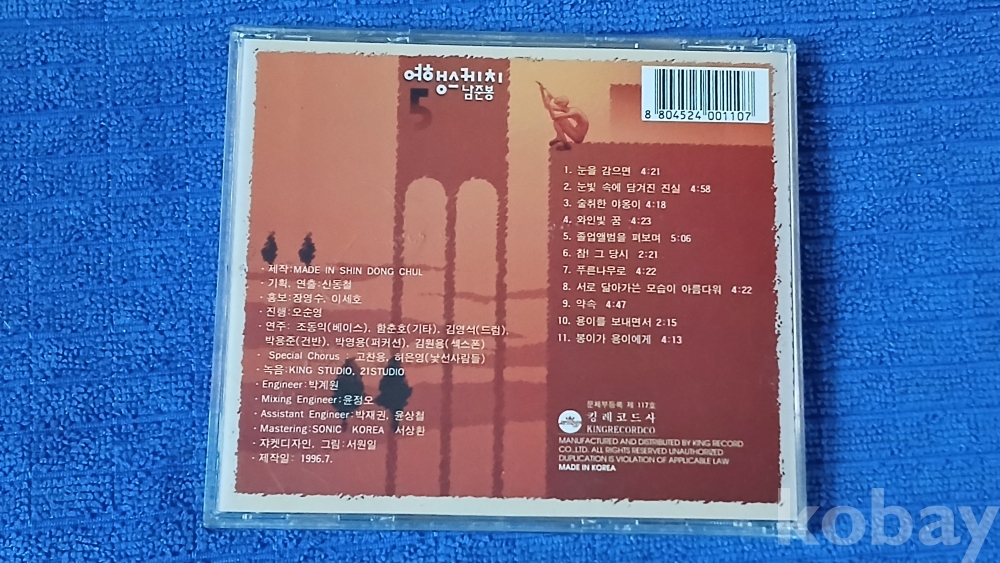 여행스케치
남준봉
5
8 804524 001107
1. 눈을 감으면 4:21
2. 눈빛 속에 담겨진 진실 4:58
3. 술취한 야옹이 4:18
4. 와인빛 꿈 4:23
5. 졸업앨범을 펴보며 5:06
6. 참! 그 당시 2:21
7. 푸른나무로 4:22
8. 서로 닮아가는 모습이 아름다워 4:22
9. 약속 4:47
10. 용이를 보내면서 2:15
11. 봉이가 용이에게 4:13
- 제작:MADE IN SHIN DONG CHUL
- 기획, 연출:신동철
- 홍보:장영수, 이세호
- 진행:오순영
- 연주: 조동익(베이스), 함춘호(기타), 김영석(드림),
박용준(건반), 박영용(퍼커션), 김원용(섹스폰)
- Special Chorus : 고찬용, 허은영(낯선사람들)
- 녹음:KING STUDIO, 21STUDIO
- Engineer:박계원
- Mixing Engineer:윤정오
- Assistant Engineer:박재권, 윤상철
- Mastering:SONIC KOREA 서상환
- 자켓디자인, 그림:서원일
- 제작일: 1996.7.
문체부등록 제 117호
킹레코드사
KINGRECORDCO
MANUFACTURED AND DISTRIBUTED BY KING RECORD
CO.,LTD. ALL RIGHTS RESERVED UNAUTHORIZED
DUPLICATION IS VIOLATION OF APPLICABLE LAW
MADE IN KOREA
kobay